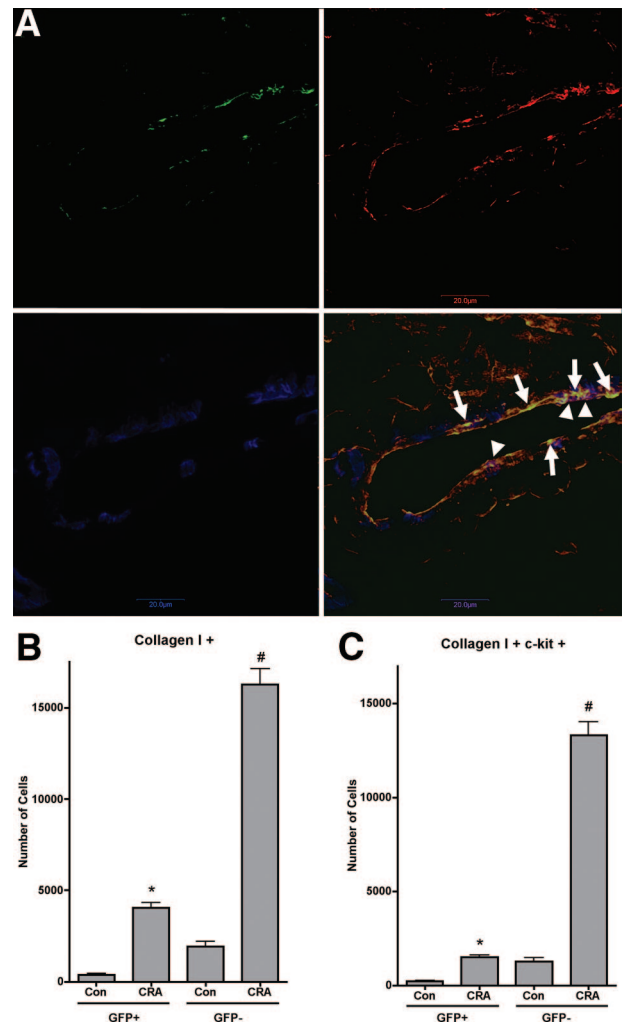 A
20.0µm
20.0µm
20.0µm
B
Collagen I +
Number of Cells
15000
10000
5000
0
*
#
Con CRA Con CRA
GFP+ GFP-
C
Collagen I + c-kit +
Number of Cells
15000
10000
5000
0
*
#
Con CRA Con CRA
GFP+ GFP-